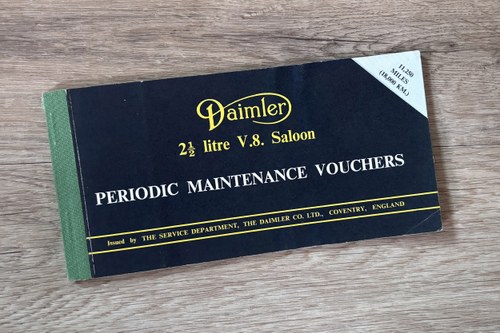 11,250
MILES
(18,000 KM.)
Daimler
2½ litre V.8. Saloon
PERIODIC MAINTENANCE VOUCHERS
Issued by THE SERVICE DEPARTMENT, THE DAIMLER CO. LTD., COVENTRY, ENGLAND